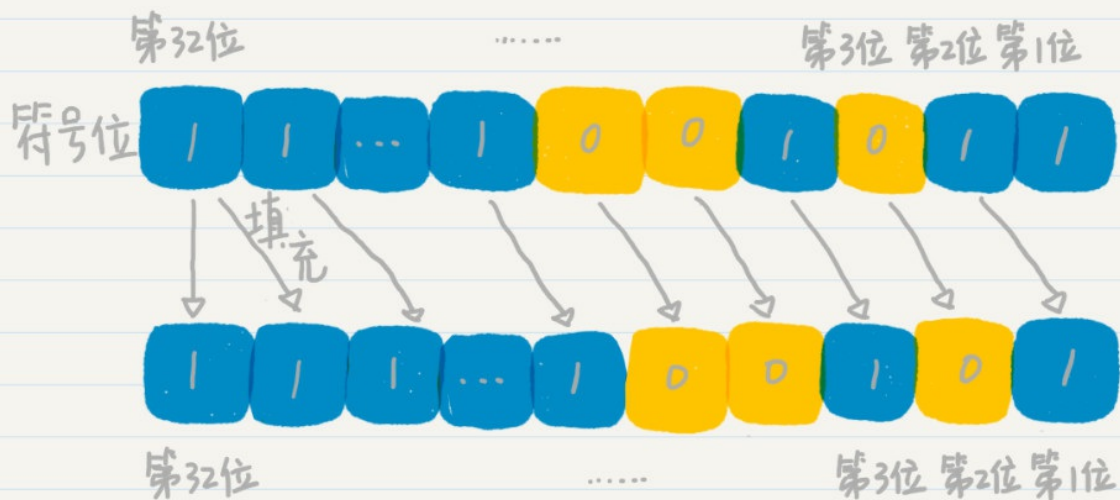 第32位 ...... 第3位 第2位 第1位
符号位 1 1 ... 1 0 0 1 0 1 1
填充
1 1 1 ... 1 0 0 1 0 1
第32位 ...... 第3位 第2位 第1位